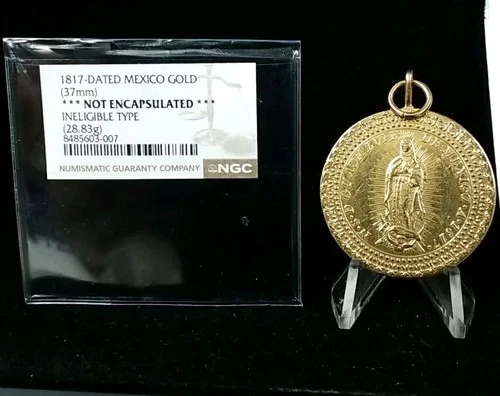 1817-DATED MEXICO GOLD
(37mm)
*** NOT ENCAPSULATED ***
INELIGIBLE TYPE
(28.83g)
8485603-007
NUMISMATIC GUARANTY COMPANY NGC